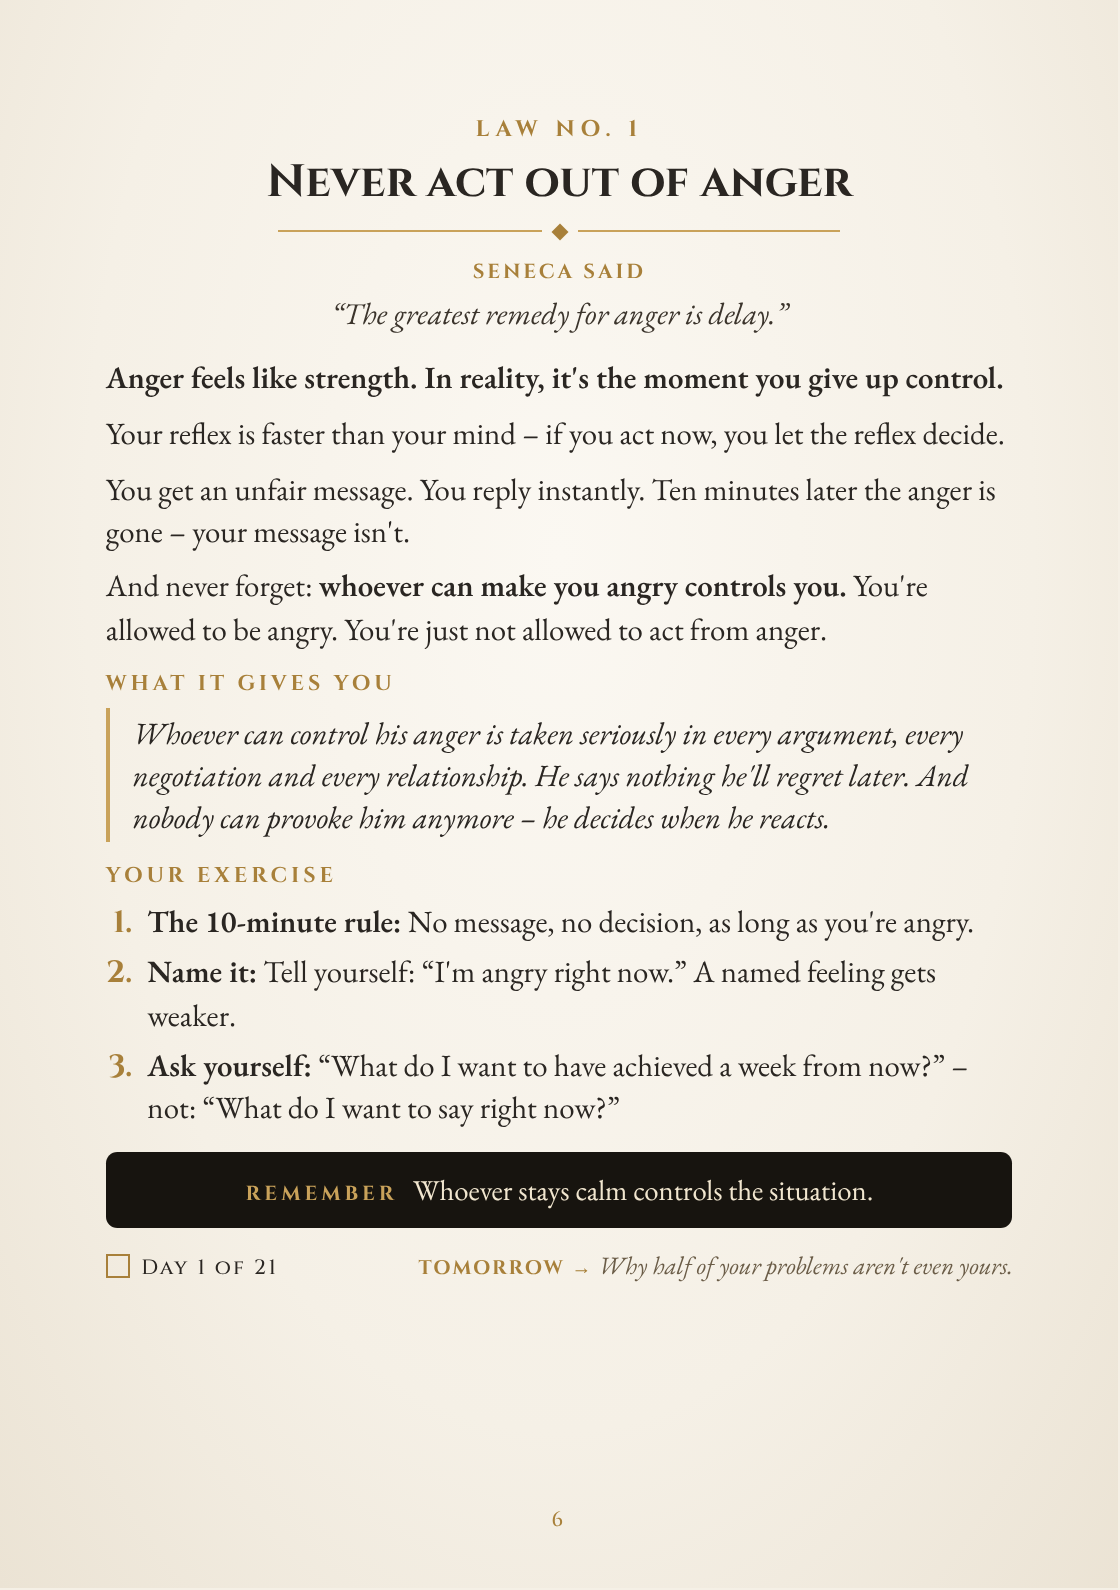 LAW NO. 1
NEVER ACT OUT OF ANGER
SENECA SAID
“The greatest remedy for anger is delay.”
Anger feels like strength. In reality, it's the moment you give up control.
Your reflex is faster than your mind – if you act now, you let the reflex decide.
You get an unfair message. You reply instantly. Ten minutes later the anger is
gone – your message isn't.
And never forget: whoever can make you angry controls you. You're
allowed to be angry. You're just not allowed to act from anger.
WHAT IT GIVES YOU
Whoever can control his anger is taken seriously in every argument, every
negotiation and every relationship. He says nothing he'll regret later. And
nobody can provoke him anymore – he decides when he reacts.
YOUR EXERCISE
1. The 10-minute rule: No message, no decision, as long as you're angry.
2. Name it: Tell yourself: “I'm angry right now.” A named feeling gets
weaker.
3. Ask yourself: “What do I want to have achieved a week from now?” –
not: “What do I want to say right now?”
REMEMBER Whoever stays calm controls the situation.
DAY 1 OF 21 TOMORROW → Why half of your problems aren't even yours.
6